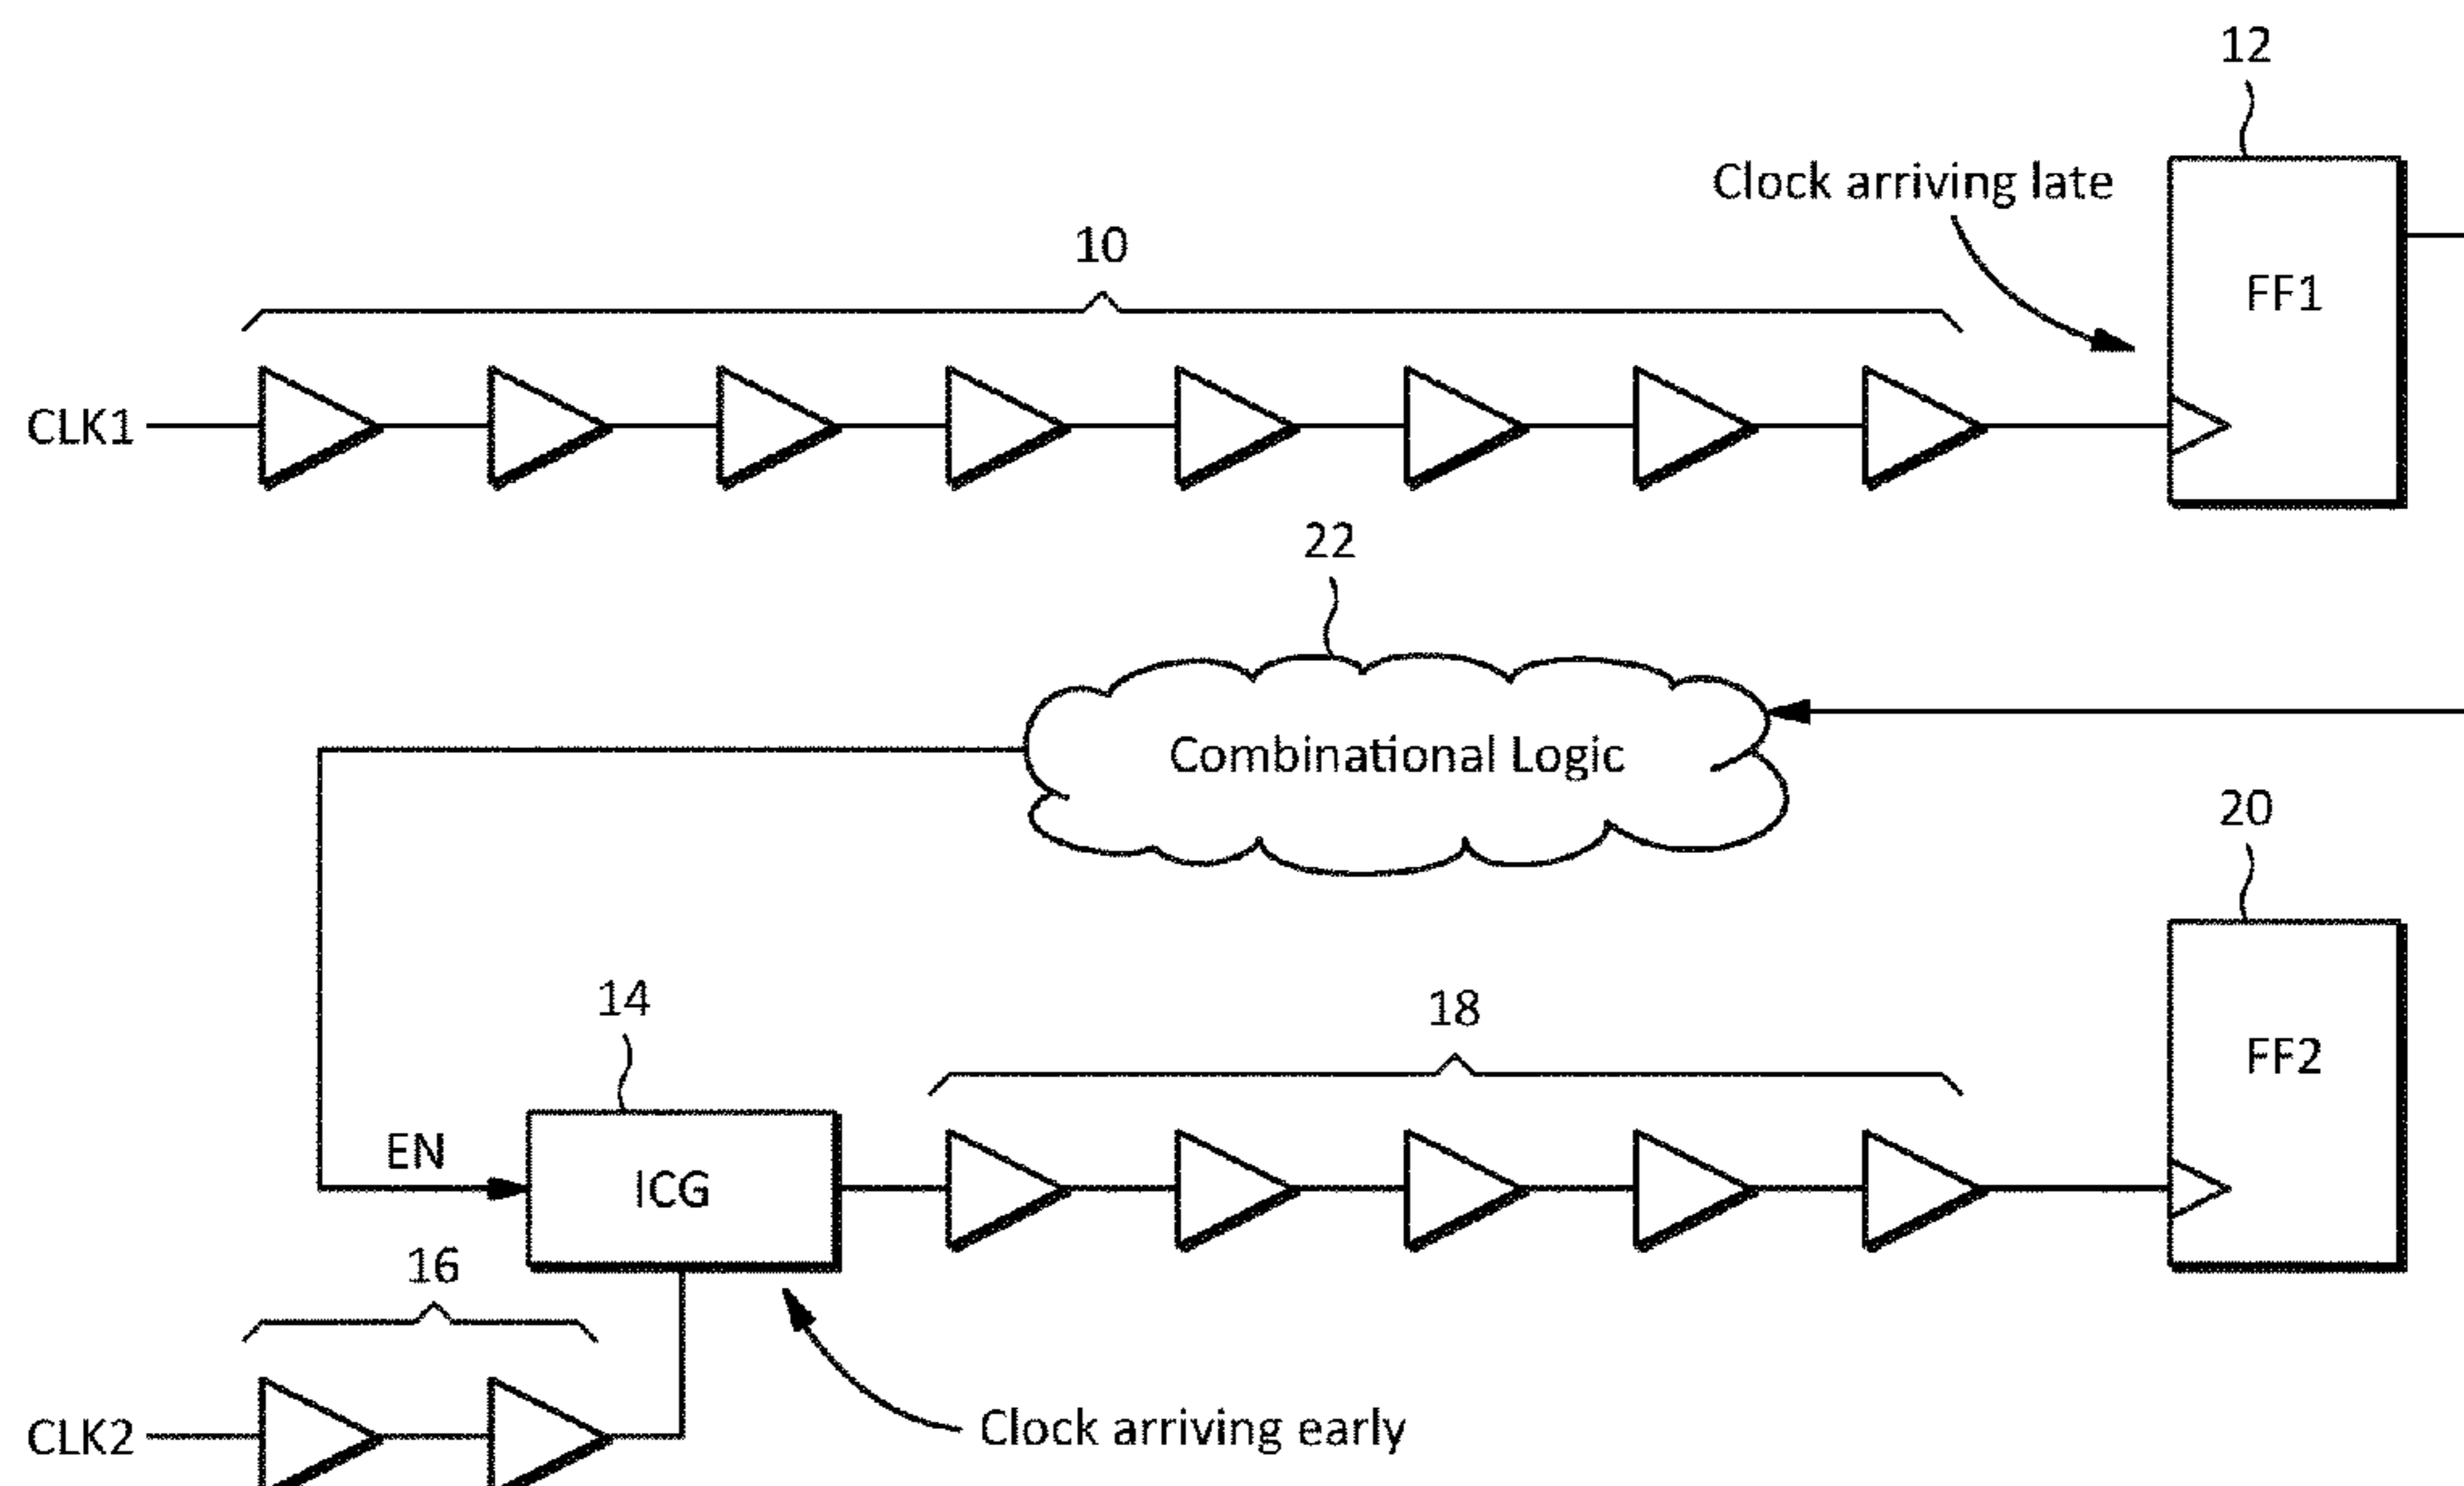 12
Clock arriving late
10
FF1
CLK1
22
Combinational Logic
20
14
18
FF2
EN
ICG
16
Clock arriving early
CLK2